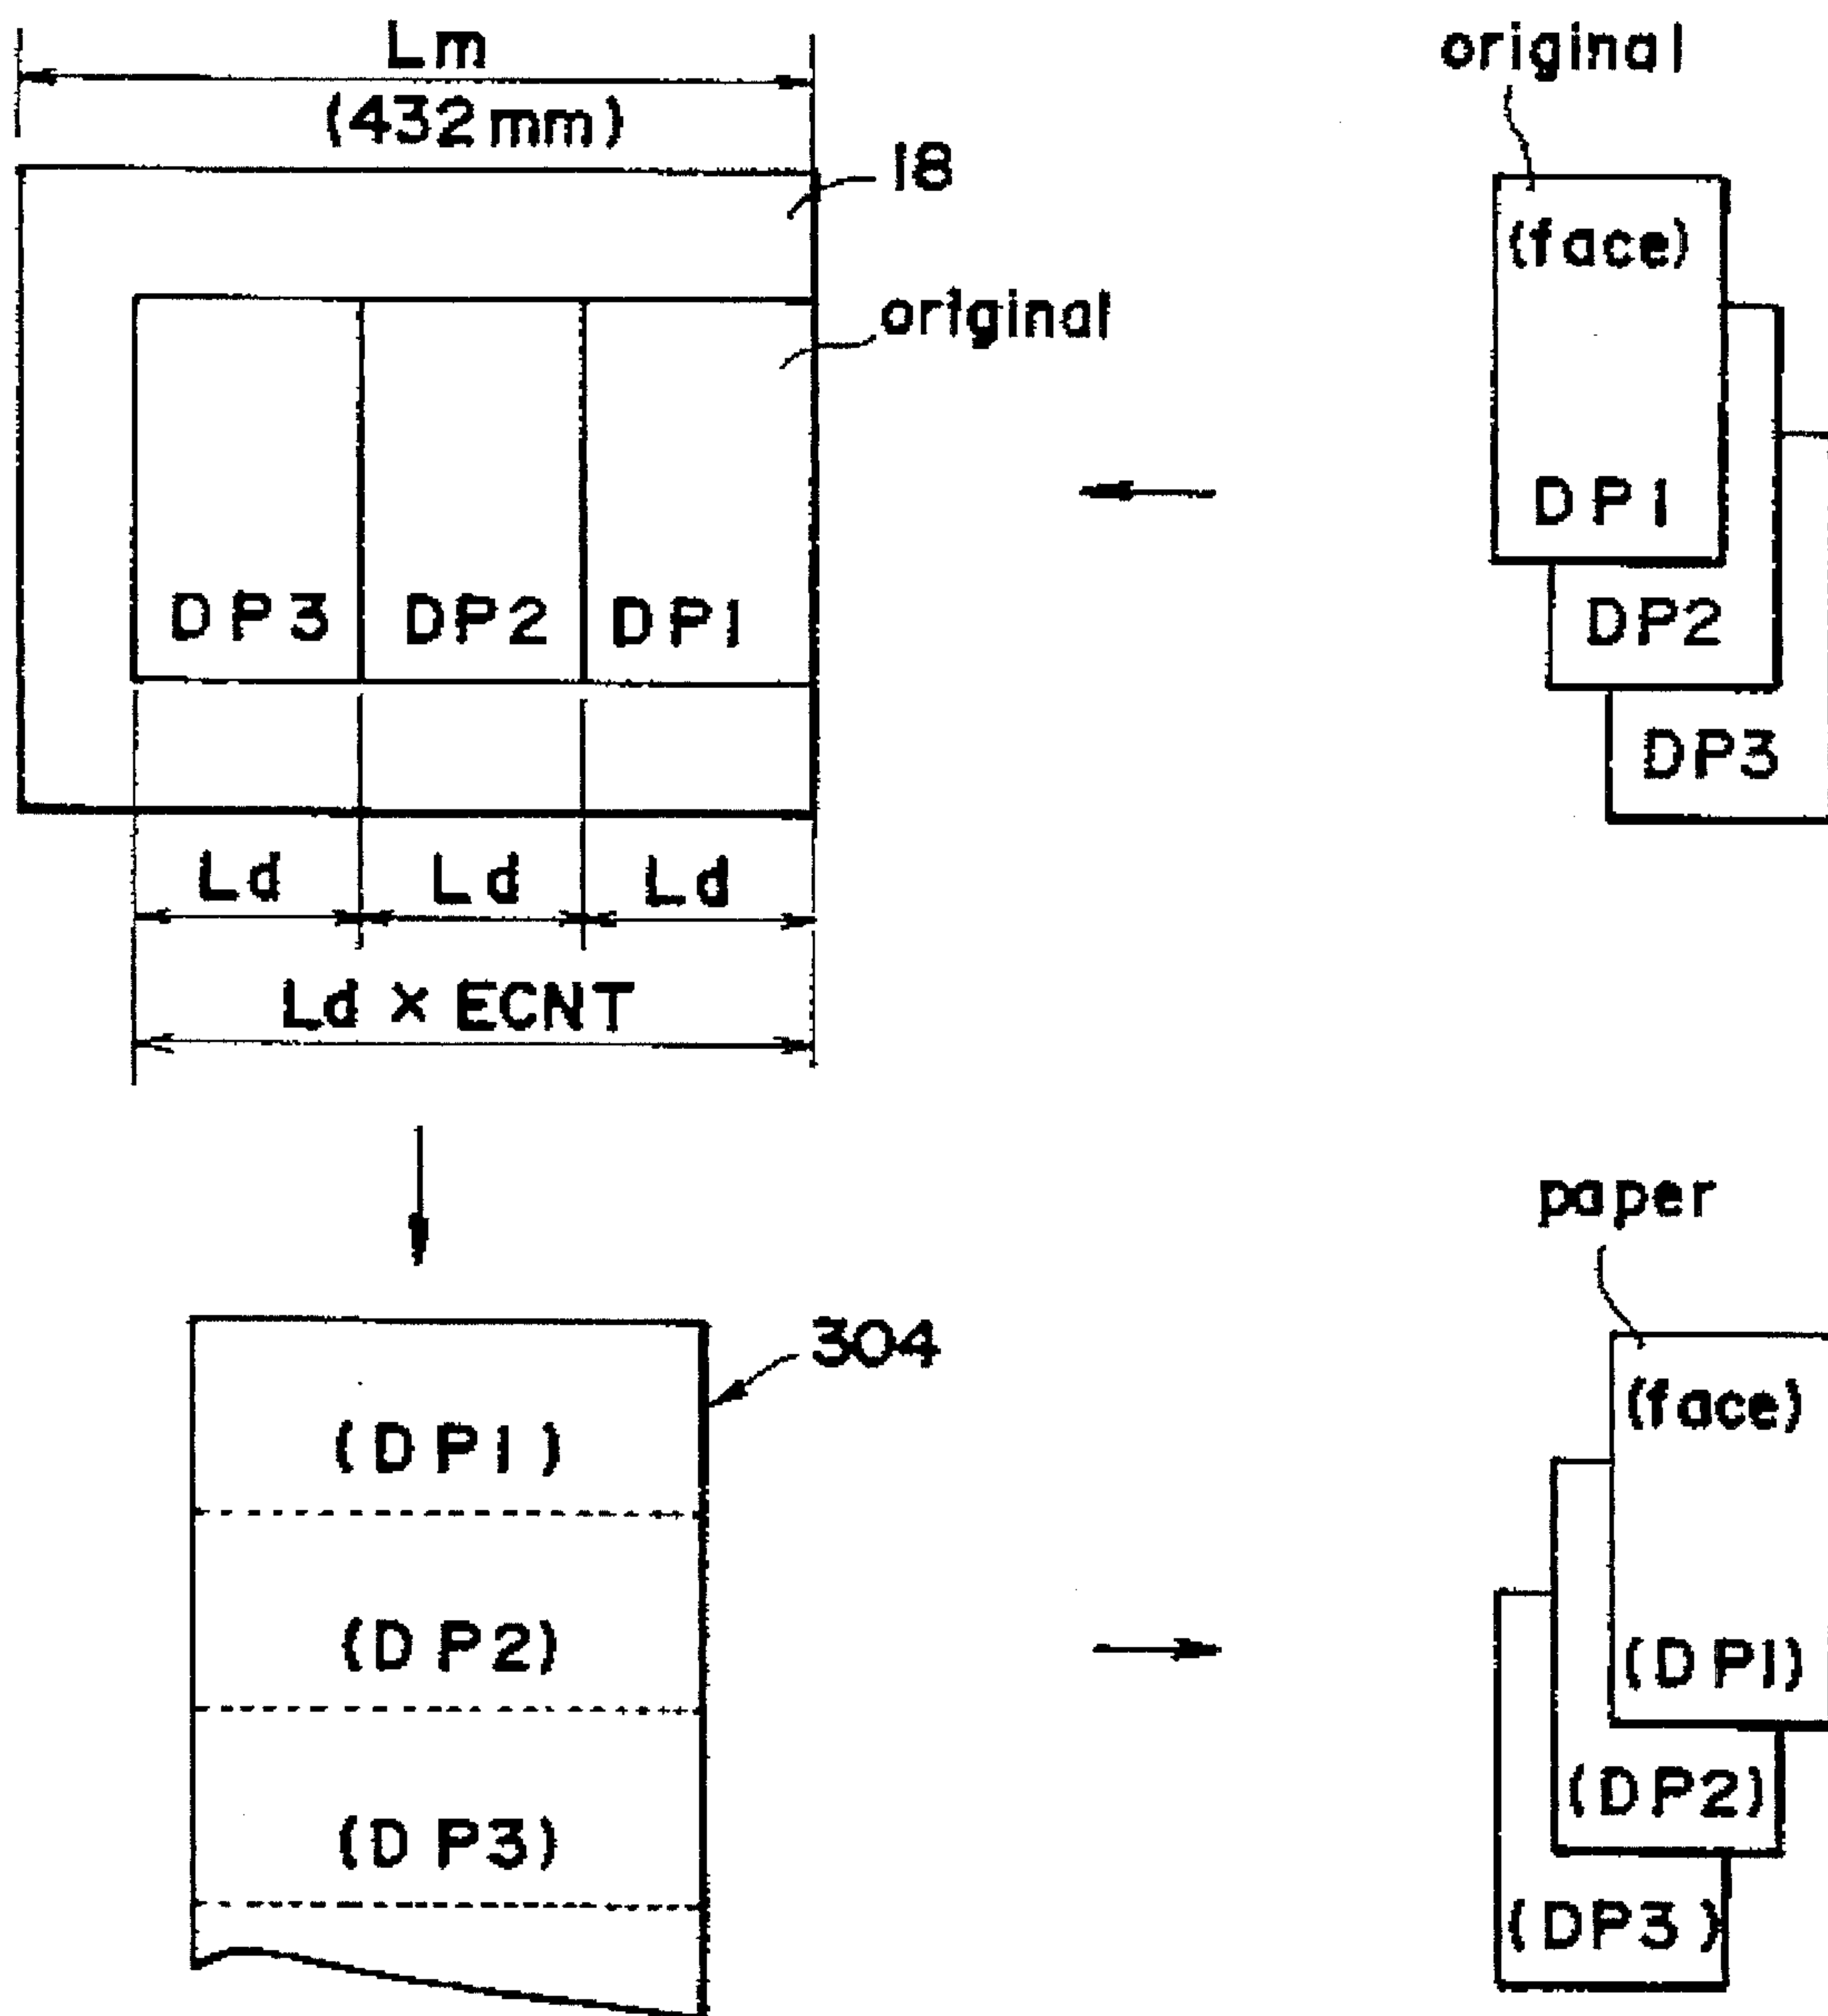 Lm
(432mm)
18
original
DP3 DP2 DP1
Ld Ld Ld
Ld × ECNT
original
(face)
DP1
DP2
DP3
304
(DP1)
(DP2)
(DP3)
paper
(face)
(DP1)
(DP2)
(DP3)